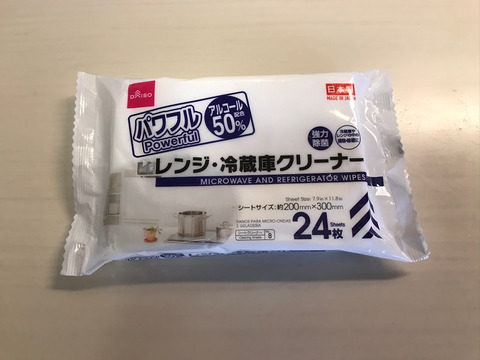 DAISO
日本製
MADE IN JAPAN
パワフル
Powerful
アルコール
50%
配合
強力
除菌
レンジ・冷蔵庫クリーナー
MICROWAVE AND REFRIGERATOR WIPES
Sheet Size: 7.9in×11.8in
シートサイズ:約200mm×300mm
24枚
Sheets